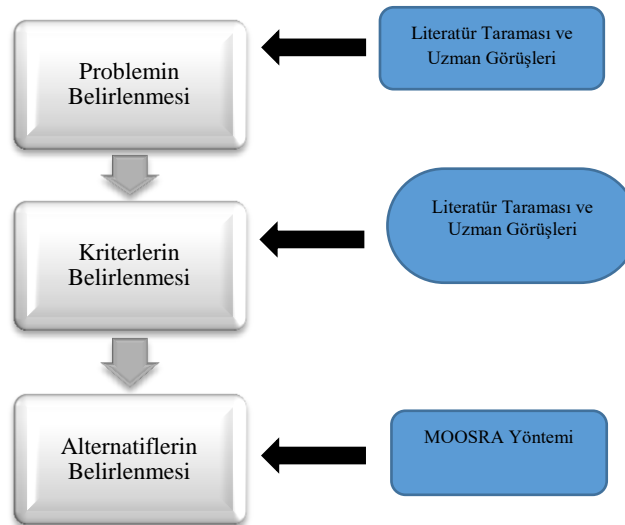 Problemin
Belirlenmesi
Literatür Taraması ve
Uzman Görüşleri
Kriterlerin
Belirlenmesi
Literatür Taraması ve
Uzman Görüşleri
Alternatiflerin
Belirlenmesi
MOOSRA Yöntemi